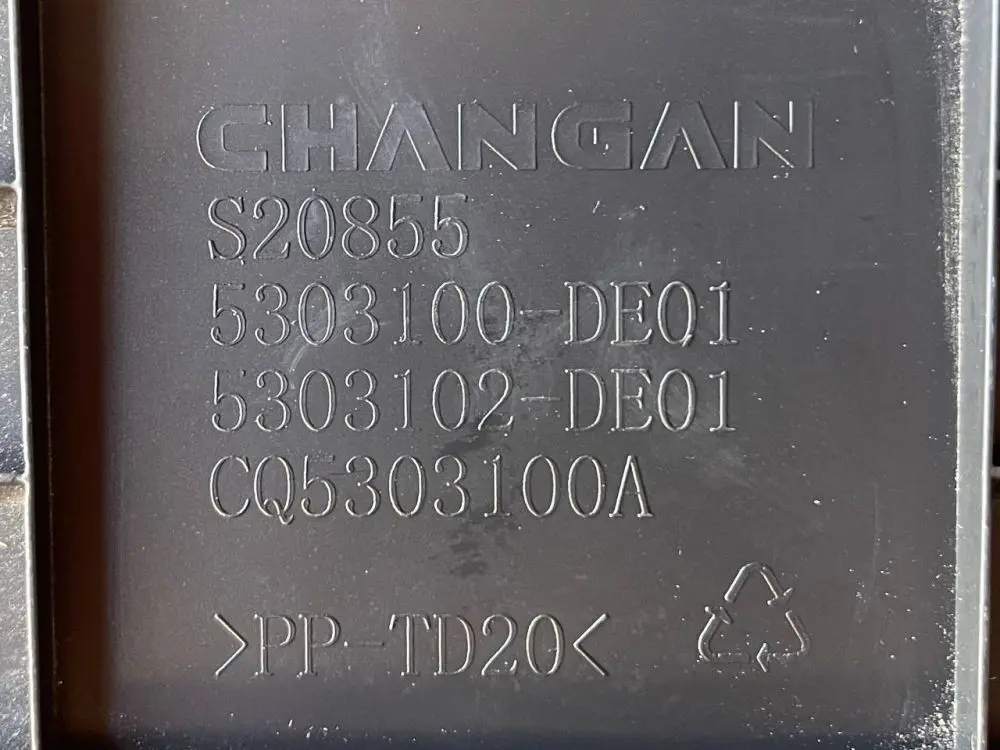 CHANGAN
S20855
5303100-DE01
5303102-DE01
CQ5303100A
>PP-TD20<